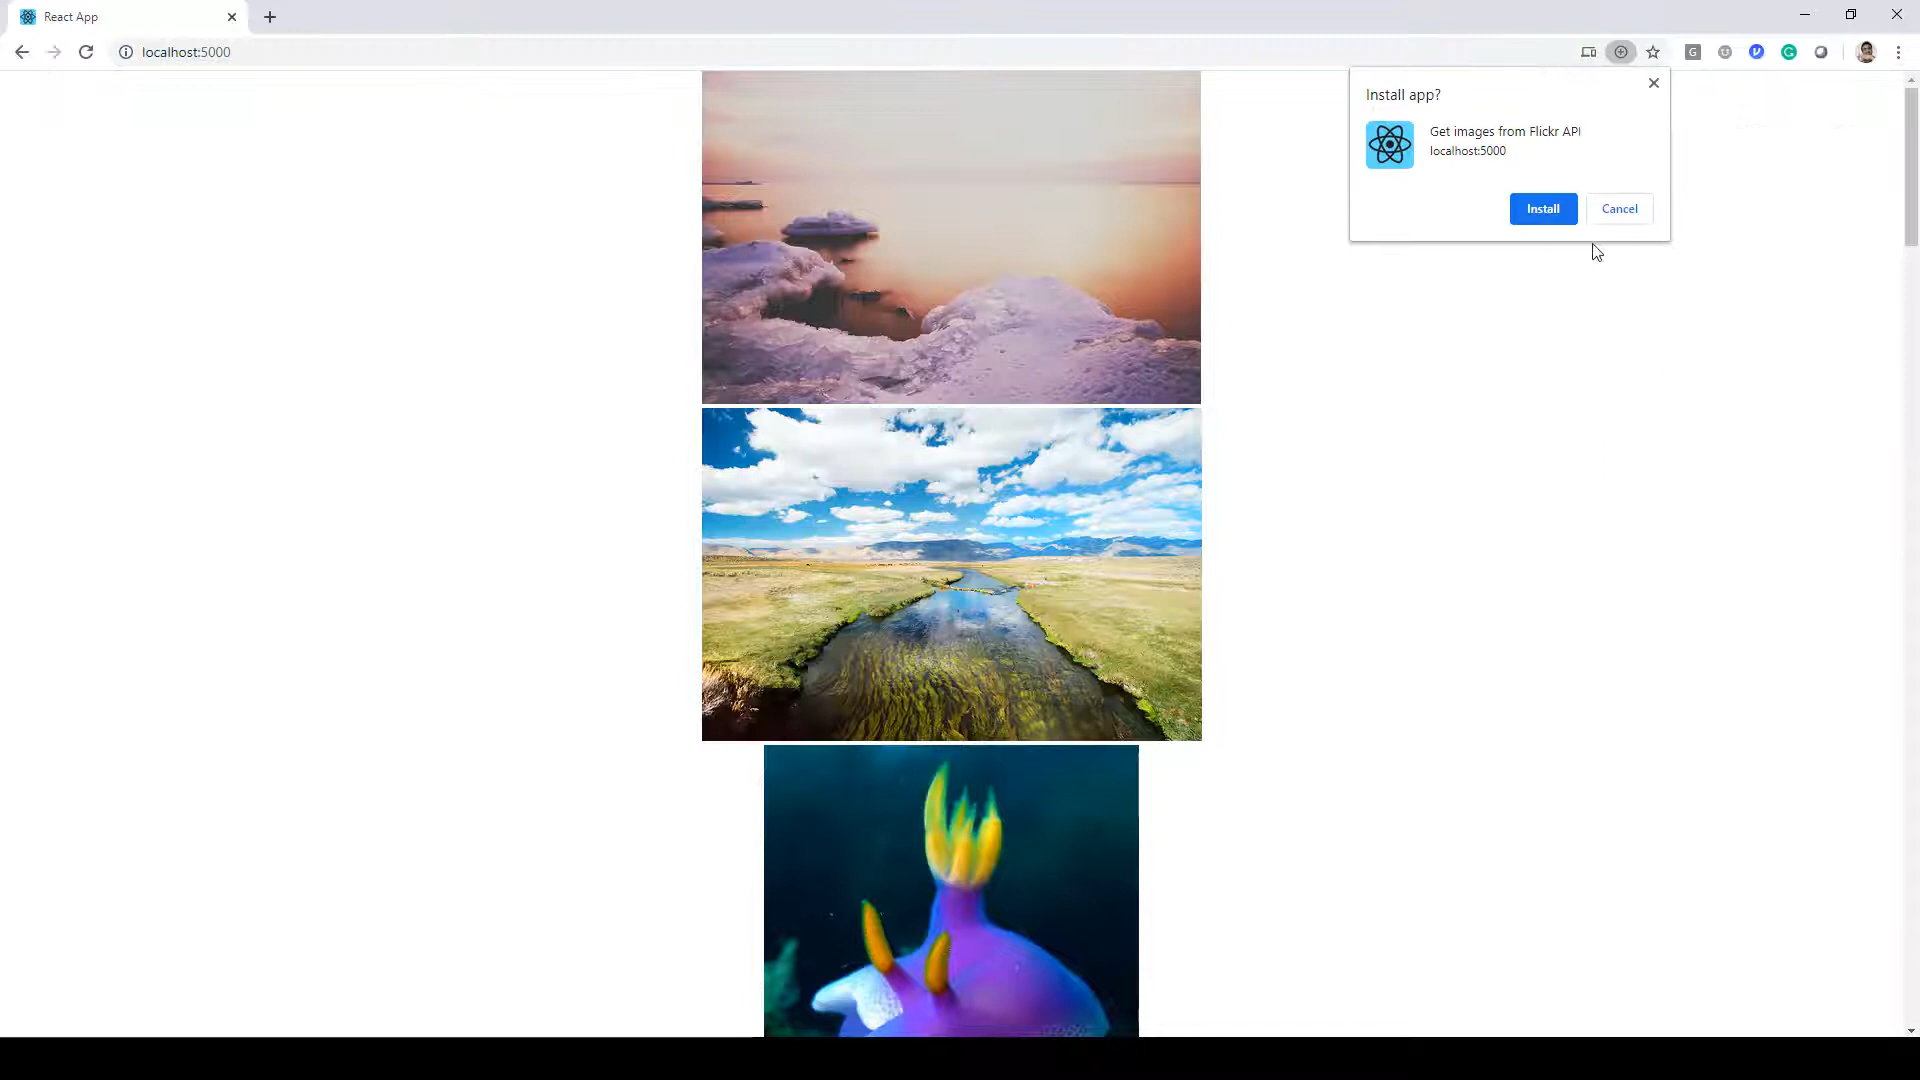 React App
localhost:5000
Install app?
Get images from Flickr API
localhost:5000
Install
Cancel